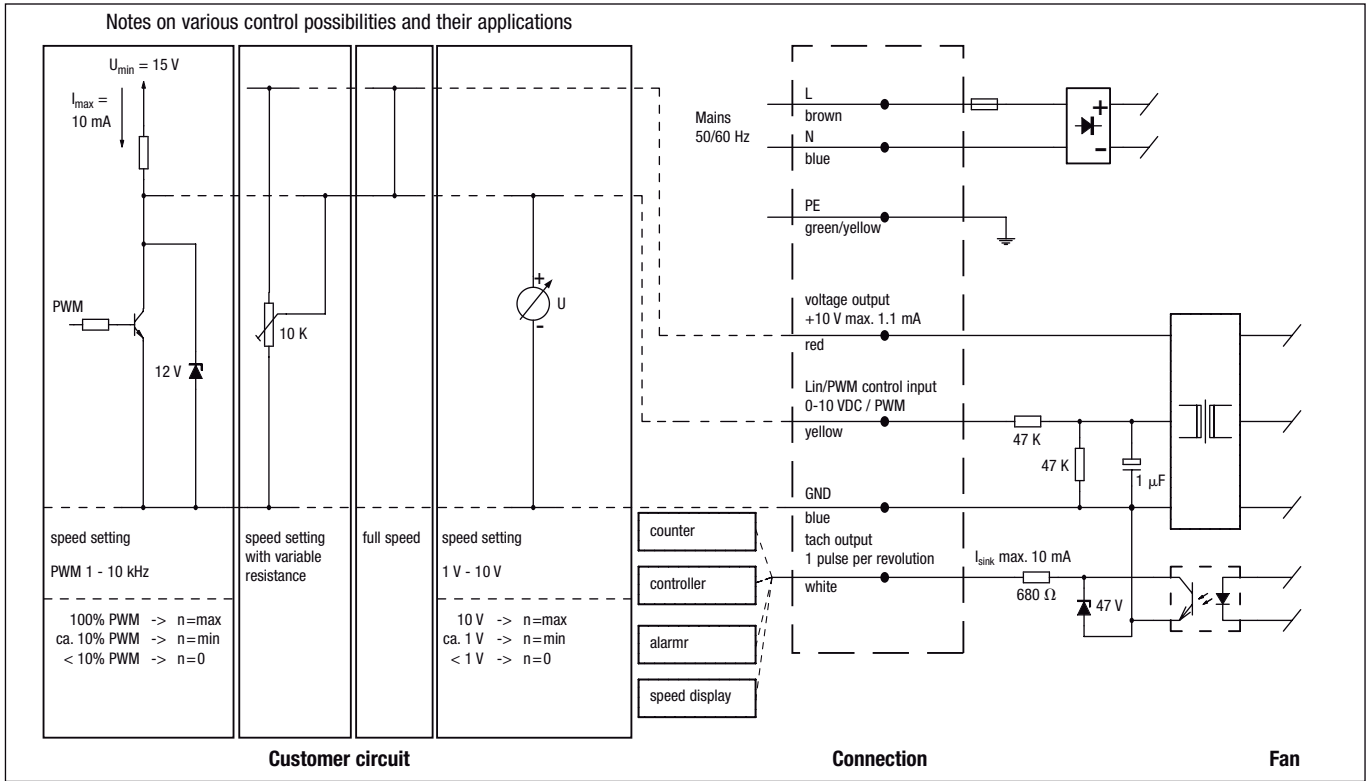 Notes on various control possibilities and their applications
Umin = 15 V
Imax =
10 mA
PWM
12 V
speed setting
PWM 1 - 10 kHz
100% PWM -> n=max
ca. 10% PWM -> n=min
< 10% PWM -> n=0
10 K
speed setting
with variable
resistance
full speed
+
U
-
speed setting
1 V - 10 V
10 V -> n=max
ca. 1 V -> n=min
< 1 V -> n=0
Customer circuit
counter
controller
alarmr
speed display
Mains
50/60 Hz
L
brown
N
blue
PE
green/yellow
voltage output
+10 V max. 1.1 mA
red
Lin/PWM control input
0-10 VDC / PWM
yellow
GND
blue
tach output
1 pulse per revolution
white
Connection
+
-
47 K
47 K
1 µF
Isink max. 10 mA
680 Ω
47 V
Fan